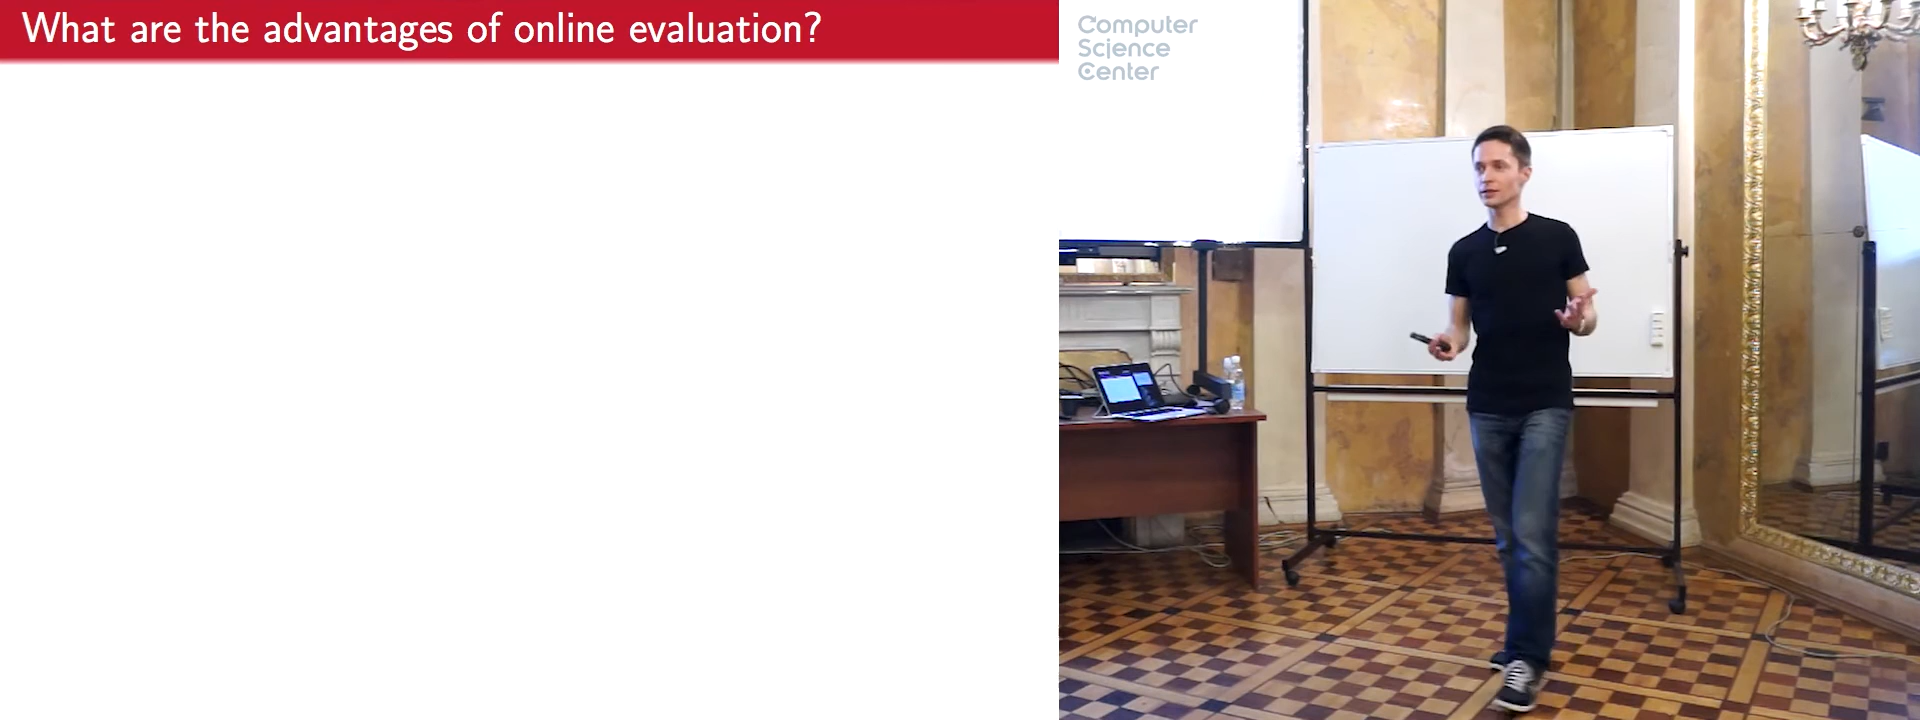 What are the advantages of online evaluation?
Computer
Science
Center